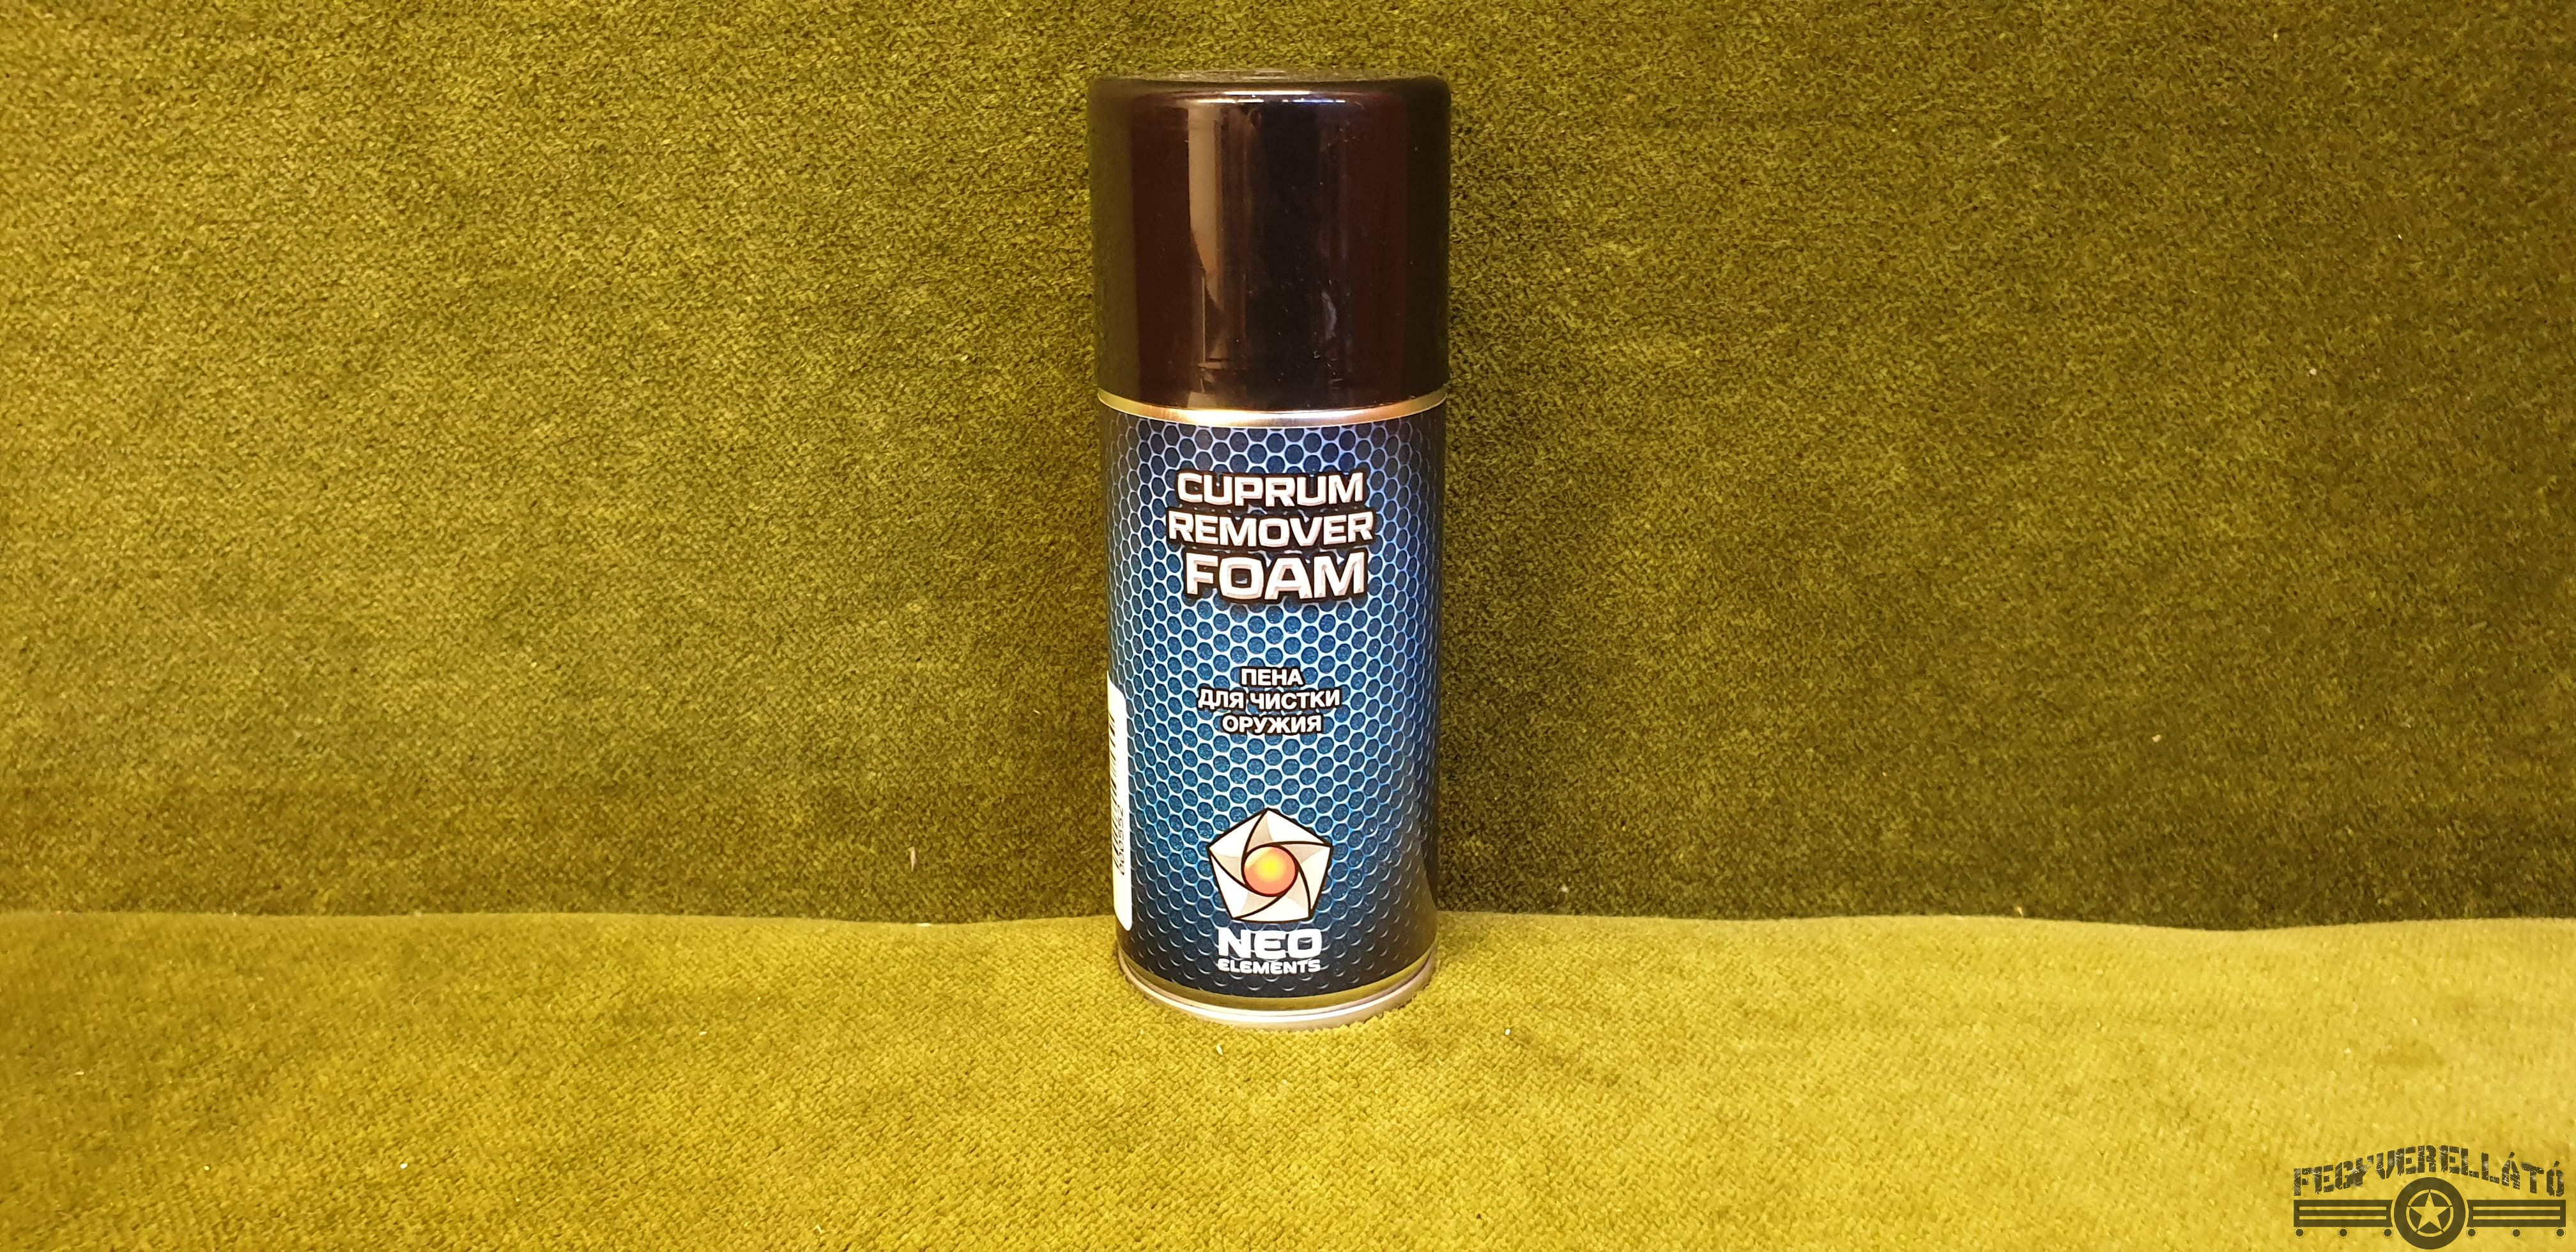 CUPRUM
REMOVER
FOAM
ПЕНА
ДЛЯ ЧИСТКИ
ОРУЖИЯ
NEO
ELEMENTS
FEGYVERELLÁTÓ